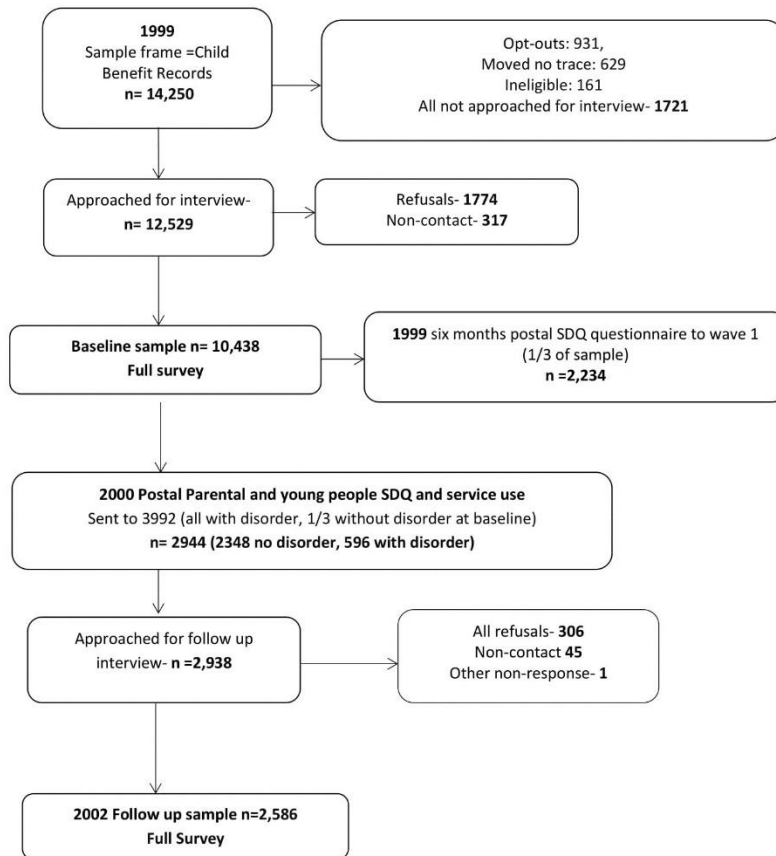 1999
Sample frame =Child
Benefit Records
n= 14,250
Opt-outs: 931,
Moved no trace: 629
Ineligible: 161
All not approached for interview- 1721
Approached for interview-
n= 12,529
Refusals- 1774
Non-contact- 317
Baseline sample n= 10,438
Full survey
1999 six months postal SDQ questionnaire to wave 1
(1/3 of sample)
n =2,234
2000 Postal Parental and young people SDQ and service use
Sent to 3992 (all with disorder, 1/3 without disorder at baseline)
n= 2944 (2348 no disorder, 596 with disorder)
Approached for follow up
interview- n =2,938
All refusals- 306
Non-contact 45
Other non-response- 1
2002 Follow up sample n=2,586
Full Survey